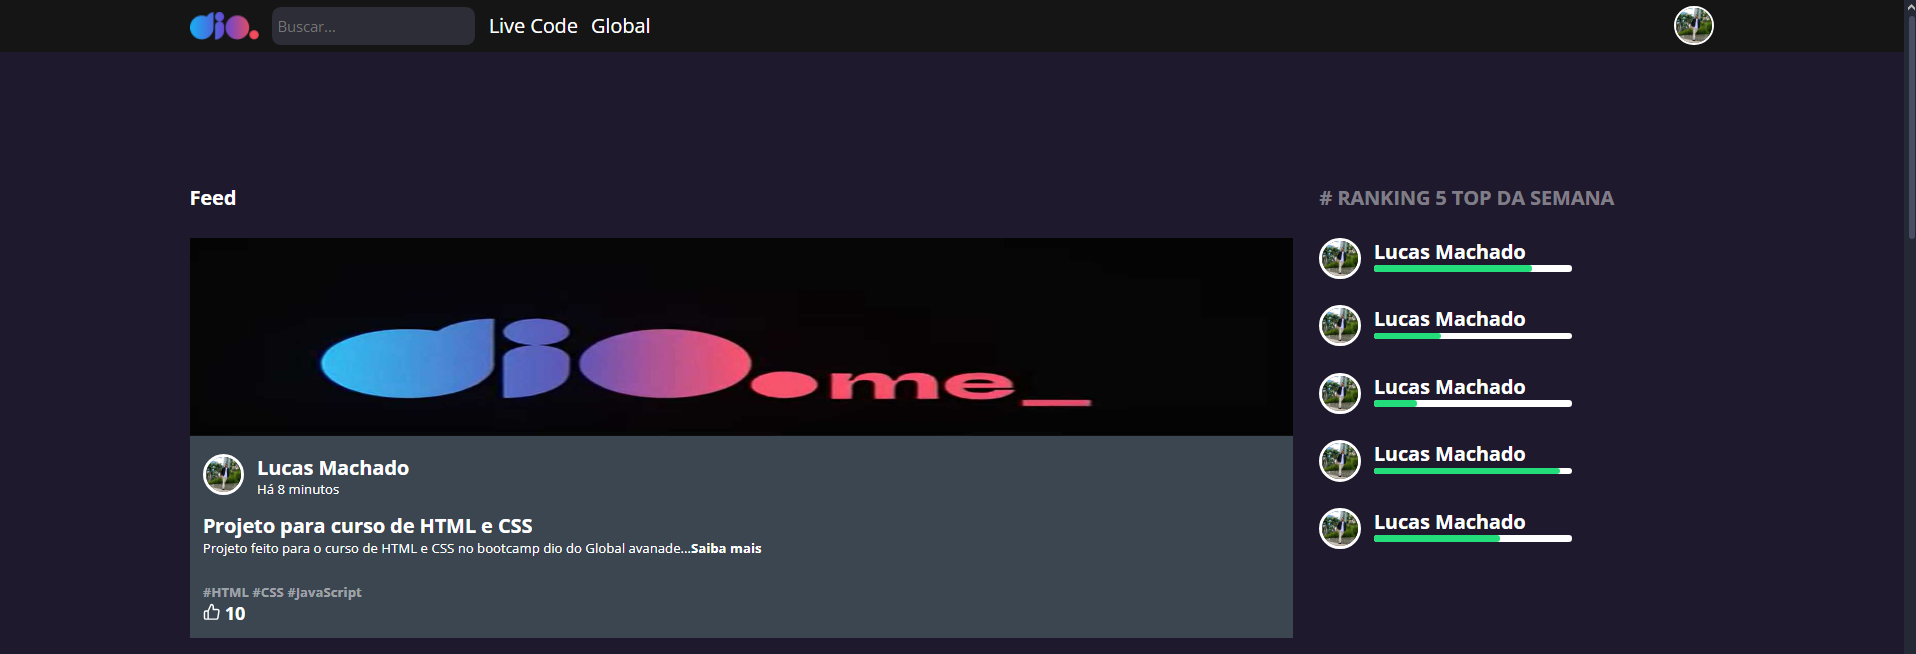 dio.
Buscar...
Live Code
Global
Feed
dio.me_
Lucas Machado
Há 8 minutos
Projeto para curso de HTML e CSS
Projeto feito para o curso de HTML e CSS no bootcamp dio do Global avanade...Saiba mais
#HTML #CSS #JavaScript
10
# RANKING 5 TOP DA SEMANA
Lucas Machado
Lucas Machado
Lucas Machado
Lucas Machado
Lucas Machado